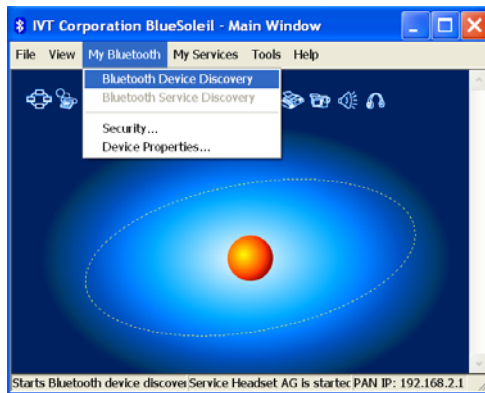 IVT Corporation BlueSoleil - Main Window
File View My Bluetooth My Services Tools Help
Bluetooth Device Discovery
Bluetooth Service Discovery
Security...
Device Properties...
Starts Bluetooth device discove Service Headset AG is startec PAN IP: 192.168.2.1